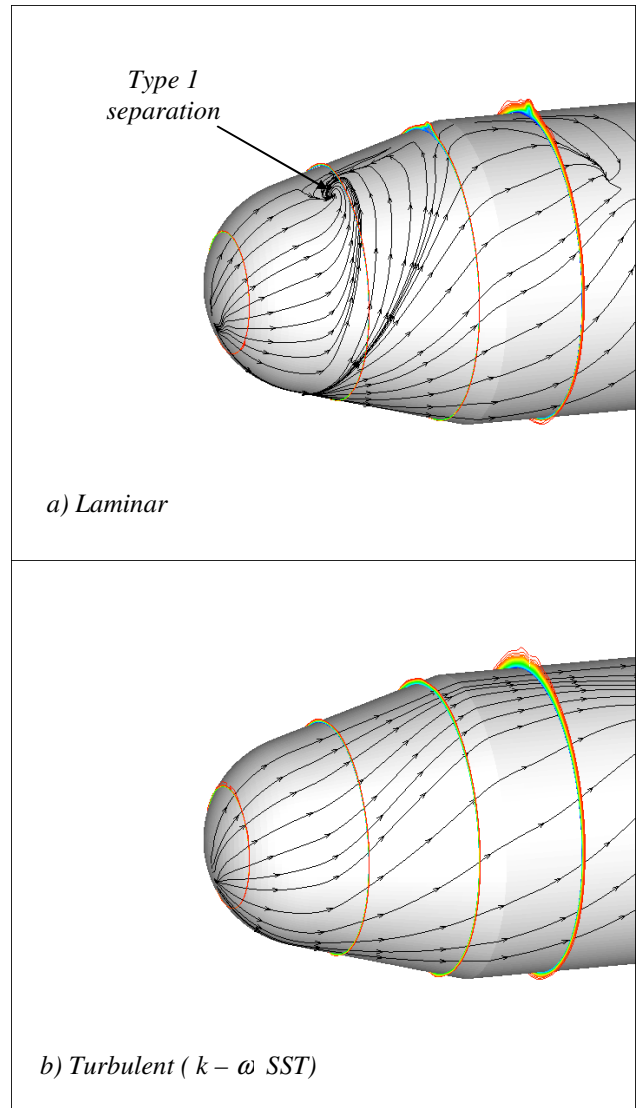 Type 1
separation
a) Laminar
b) Turbulent ( k – ω SST)